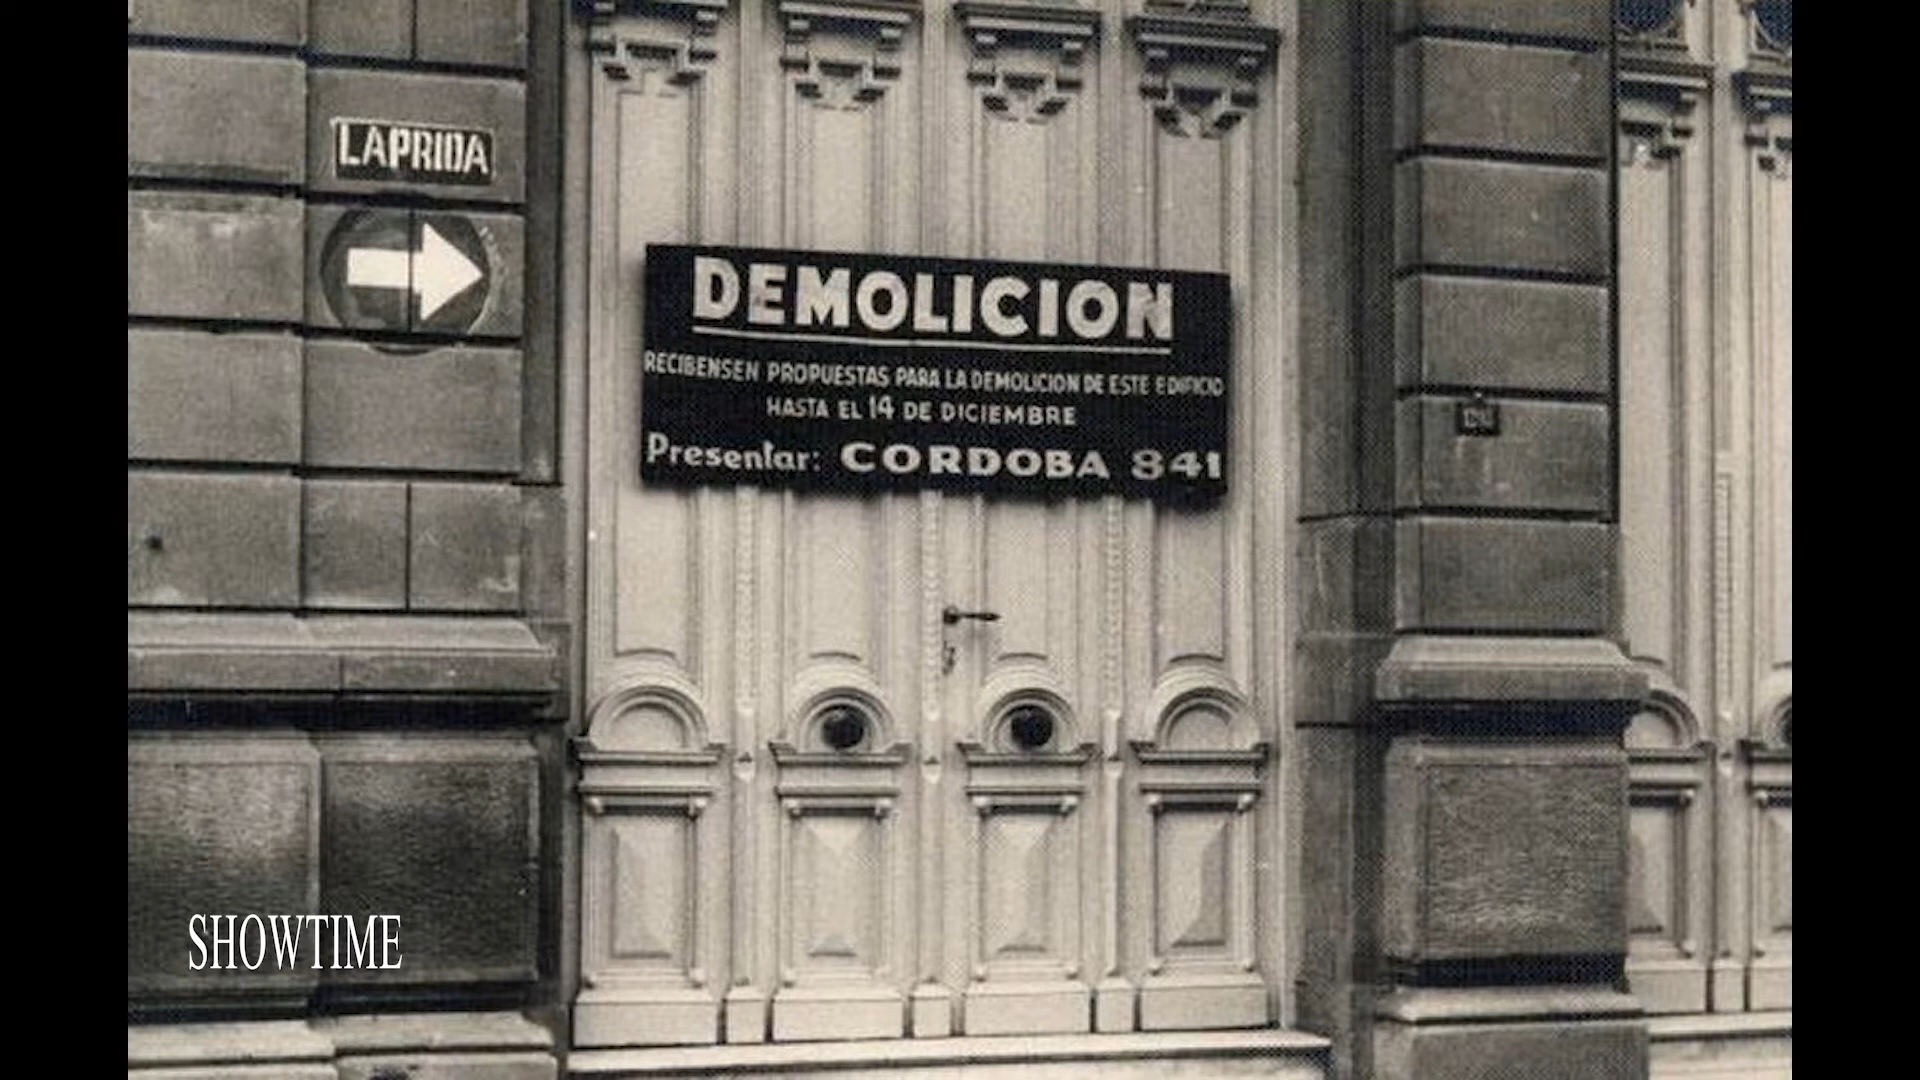 LAPRIDA
DEMOLICION
RECIBENSEN PROPUESTAS PARA LA DEMOLICION DE ESTE EDIFICIO
HASTA EL 14 DE DICIEMBRE
Presentar: CORDOBA 841
SHOWTIME